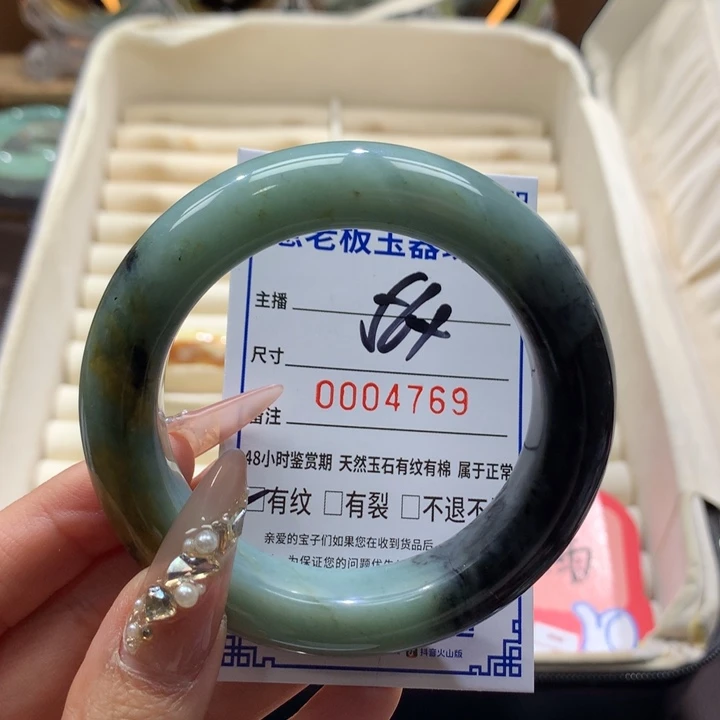 老板玉器
主播
尺寸
0004769
备注
48小时鉴赏期 天然玉石有纹有棉 属于正常
有纹 □有裂 □不退不
亲爱的宝子们如果您在收到货品后
为保证您的问题优
抖音火山版